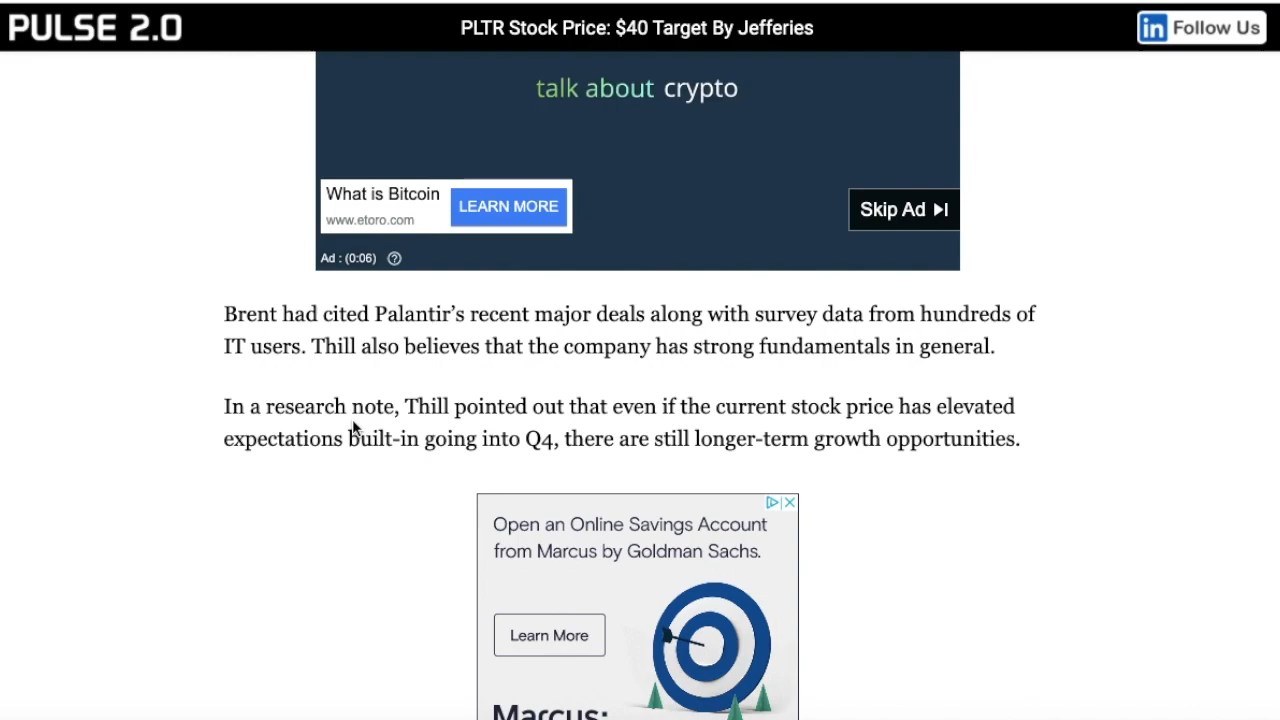 PULSE 2.0
PLTR Stock Price: $40 Target By Jefferies
in Follow Us
talk about crypto
What is Bitcoin
www.etoro.com
LEARN MORE
Skip Ad
Ad : (0:06) ?
Brent had cited Palantir’s recent major deals along with survey data from hundreds of
IT users. Thill also believes that the company has strong fundamentals in general.
In a research note, Thill pointed out that even if the current stock price has elevated
expectations built-in going into Q4, there are still longer-term growth opportunities.
Open an Online Savings Account
from Marcus by Goldman Sachs.
Learn More
Marcus: